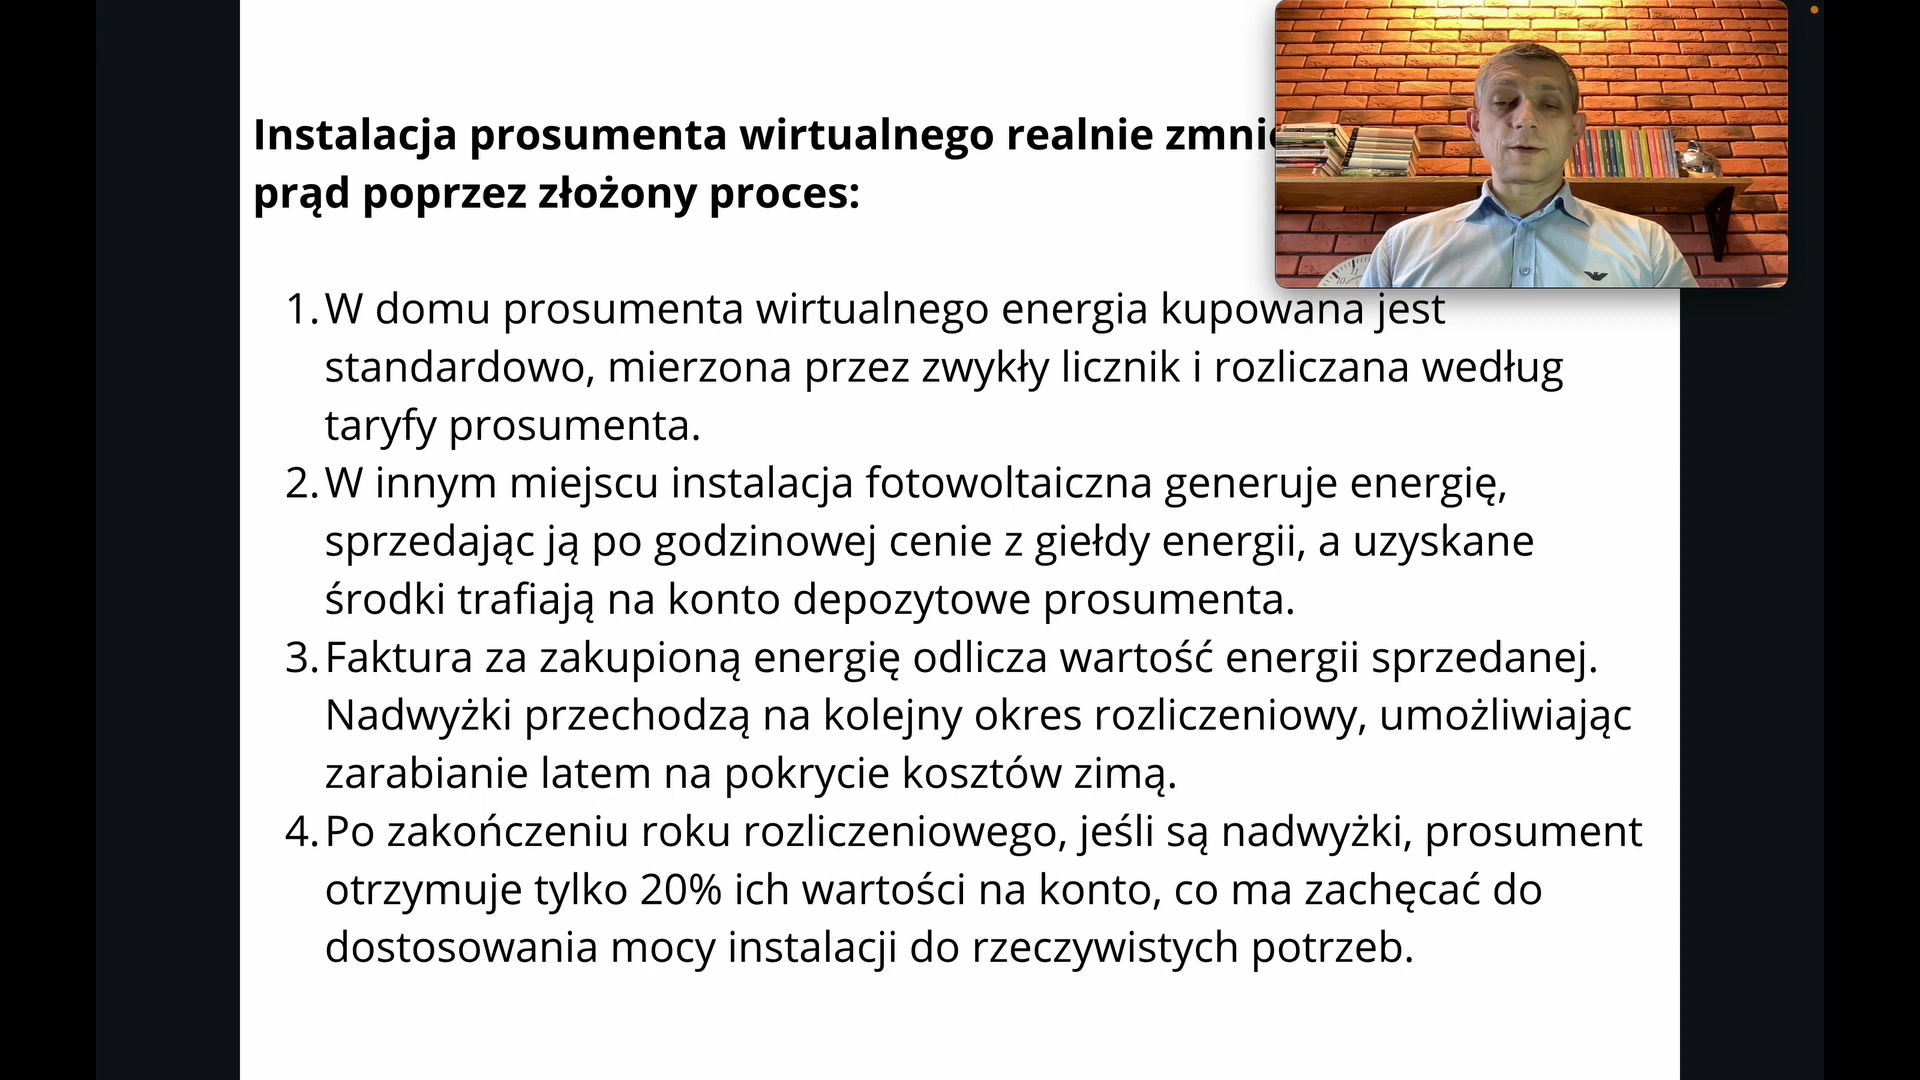 Instalacja prosumenta wirtualnego realnie
prąd poprzez złożony proces:
1. W domu prosumenta wirtualnego energia kupowana jest
standardowo, mierzona przez zwykły licznik i rozliczana według
taryfy prosumenta.
2. W innym miejscu instalacja fotowoltaiczna generuje energię,
sprzedając ją po godzinowej cenie z giełdy energii, a uzyskane
środki trafiają na konto depozytowe prosumenta.
3. Faktura za zakupioną energię odlicza wartość energii sprzedanej.
Nadwyżki przechodzą na kolejny okres rozliczeniowy, umożliwiając
zarabianie latem na pokrycie kosztów zimą.
4. Po zakończeniu roku rozliczeniowego, jeśli są nadwyżki, prosument
otrzymuje tylko 20% ich wartości na konto, co ma zachęcać do
dostosowania mocy instalacji do rzeczywistych potrzeb.